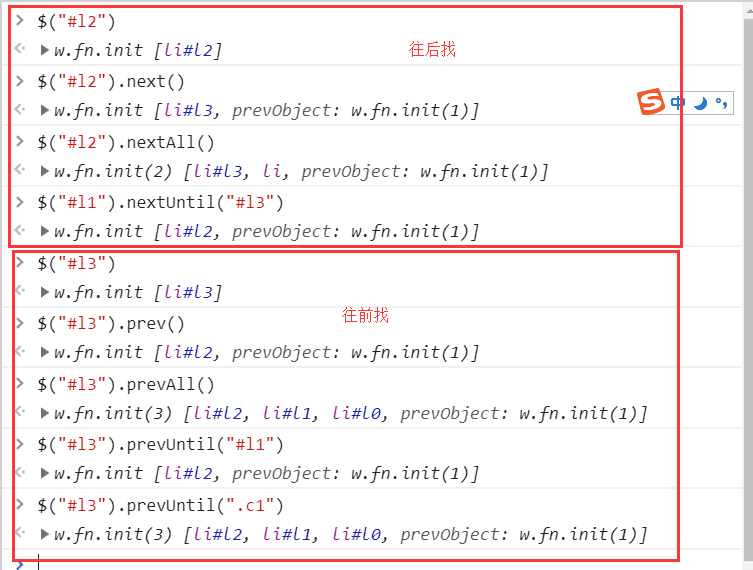 $("#l2")
往后找
w.fn.init [li#l2]
$("#l2").next()
w.fn.init [li#l3, prevObject: w.fn.init(1)]
中
$("#l2").nextAll()
w.fn.init(2) [li#l3, li, prevObject: w.fn.init(1)]
$("#l1").nextUntil("#l3")
w.fn.init [li#l2, prevObject: w.fn.init(1)]
$("#l3")
w.fn.init [li#l3]
往前找
$("#l3").prev()
w.fn.init [li#l2, prevObject: w.fn.init(1)]
$("#l3").prevAll()
w.fn.init(3) [li#l2, li#l1, li#l0, prevObject: w.fn.init(1)]
$("#l3").prevUntil("#l1")
w.fn.init [li#l2, prevObject: w.fn.init(1)]
$("#l3").prevUntil(".c1")
w.fn.init(3) [li#l2, li#l1, li#l0, prevObject: w.fn.init(1)]